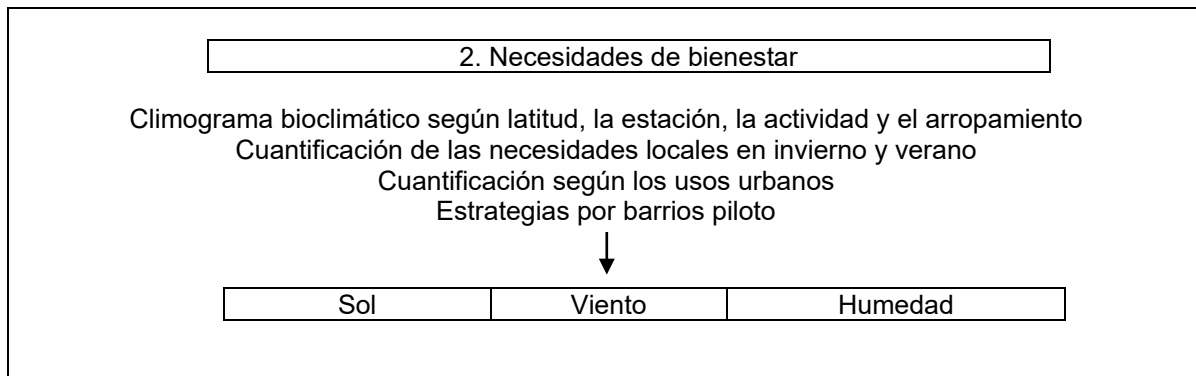 2. Necesidades de bienestar
Climograma bioclimático según latitud, la estación, la actividad y el arropamiento
Cuantificación de las necesidades locales en invierno y verano
Cuantificación según los usos urbanos
Estrategias por barrios piloto
Sol Viento Humedad